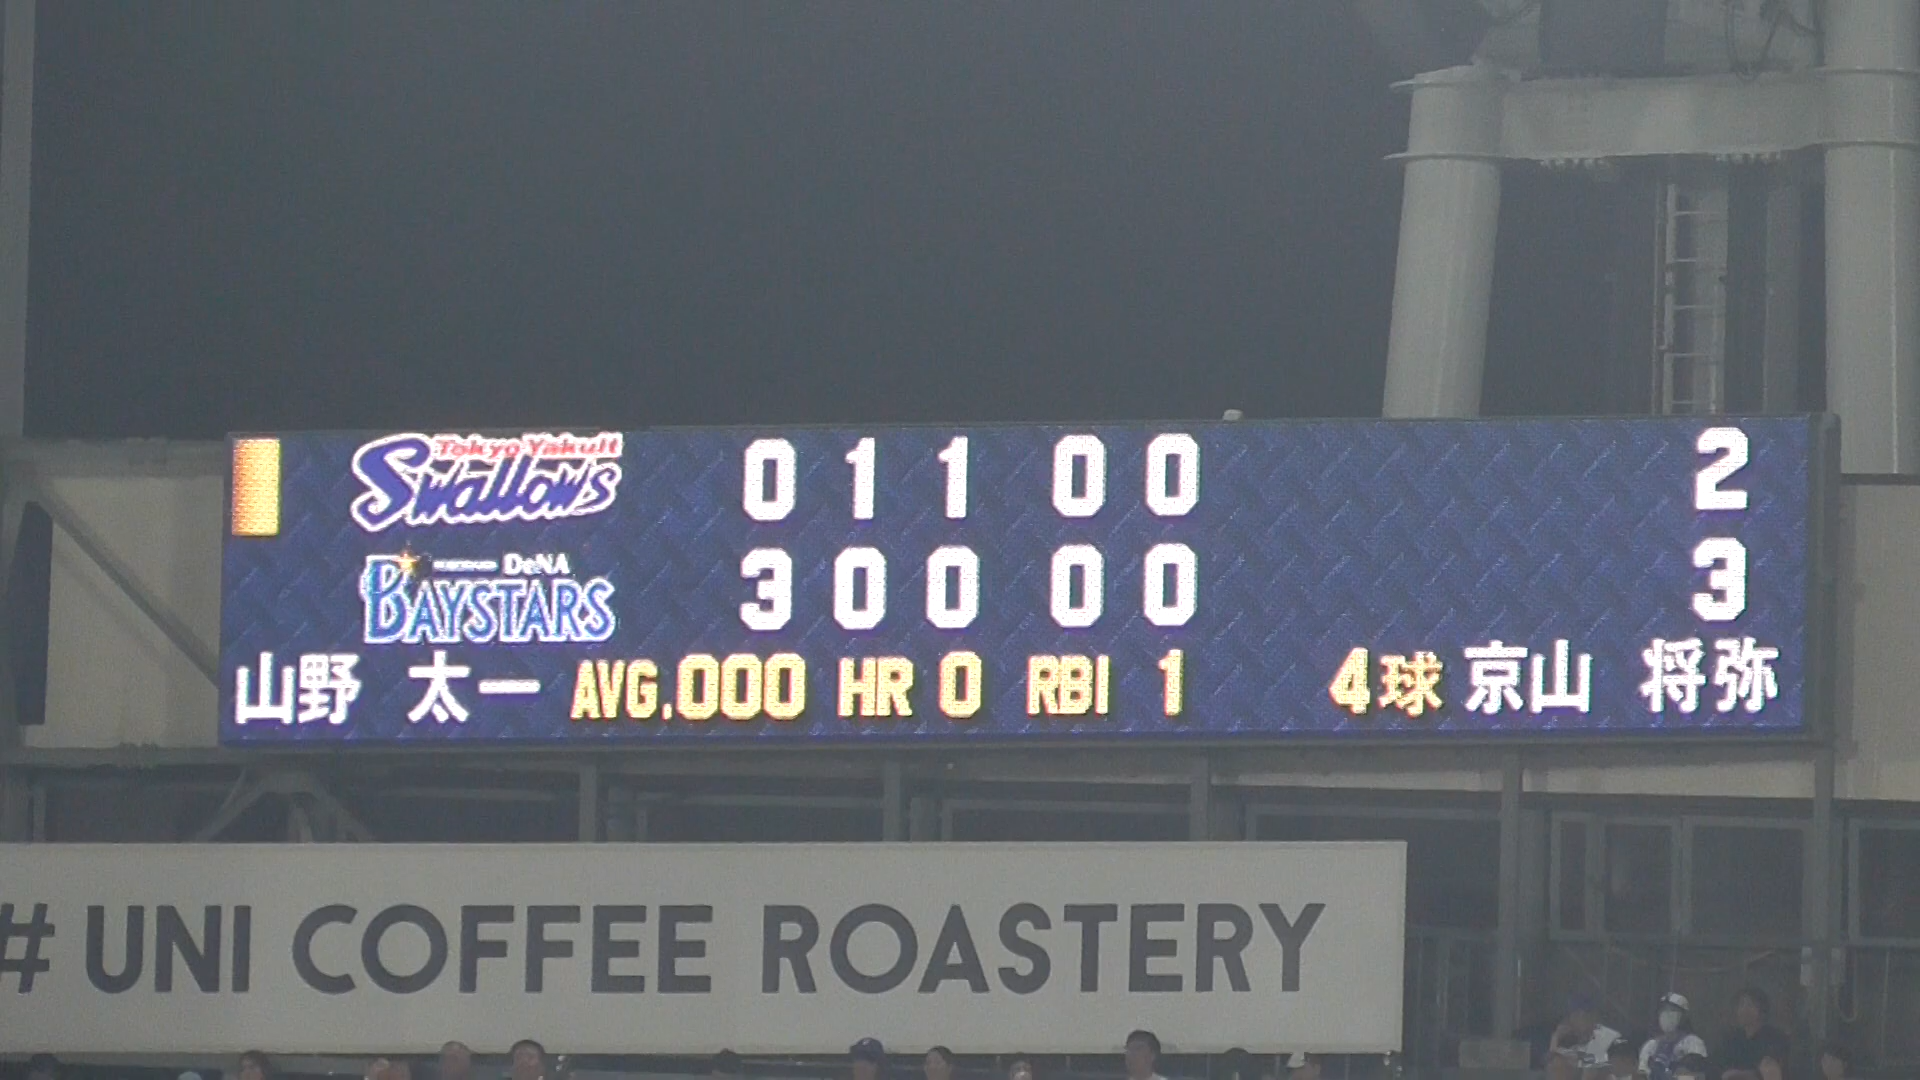 Tokyo Yakult
Swallows 0 1 1 0 0 2
DeNA
BAYSTARS 3 0 0 0 0 3
山野 太一 AVG.000 HR 0 RBI 1 4球 京山 将弥
# UNI COFFEE ROASTERY